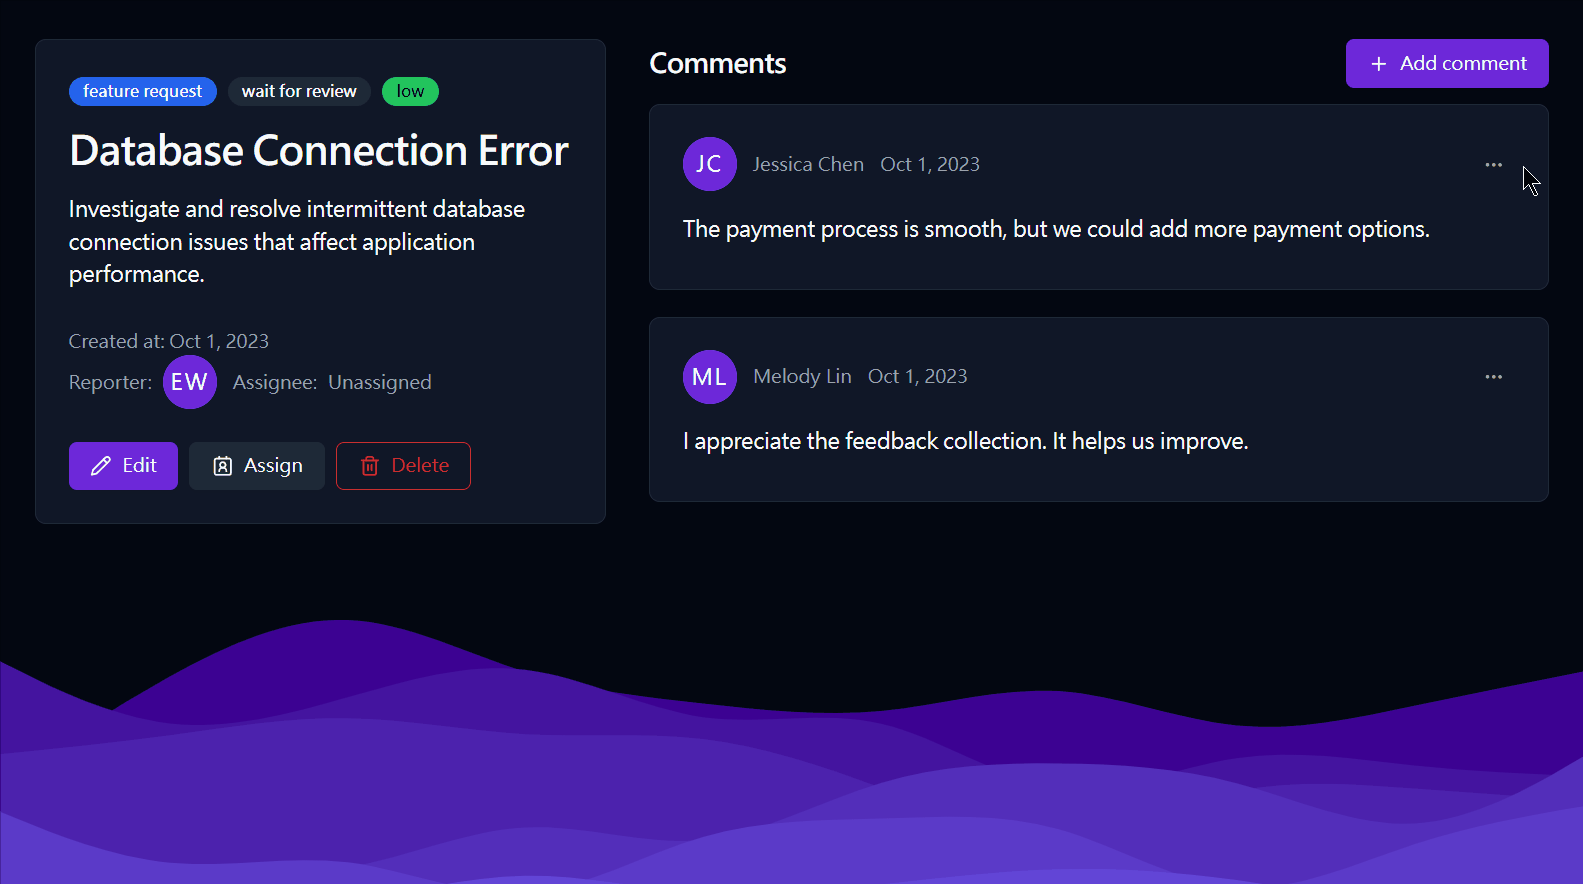 feature request wait for review low
Database Connection Error
Investigate and resolve intermittent database
connection issues that affect application
performance.
Created at: Oct 1, 2023
Reporter: EW Assignee: Unassigned
Edit Assign Delete
Comments
+ Add comment
JC Jessica Chen Oct 1, 2023 ...
The payment process is smooth, but we could add more payment options.
ML Melody Lin Oct 1, 2023 ...
I appreciate the feedback collection. It helps us improve.